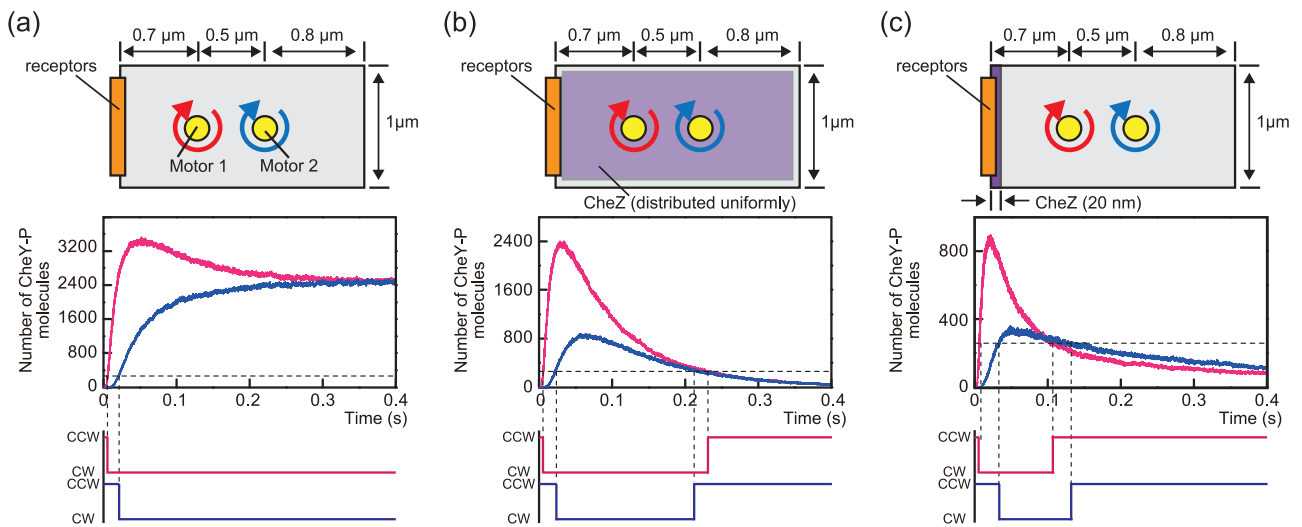 (a)
0.7 µm 0.5 µm 0.8 µm
receptors
Motor 1
Motor 2
1µm
Number of CheY-P
molecules
3200
2400
1600
800
0
0 0.1 0.2 0.3 0.4
Time (s)
CCW
CW
CCW
CW
(b)
0.7 µm 0.5 µm 0.8 µm
receptors
1µm
CheZ (distributed uniformly)
Number of CheY-P
molecules
2400
1600
800
0
0 0.1 0.2 0.3 0.4
Time (s)
CCW
CW
CCW
CW
(c)
0.7 µm 0.5 µm 0.8 µm
receptors
1µm
CheZ (20 nm)
Number of CheY-P
molecules
800
400
0
0 0.1 0.2 0.3 0.4
Time (s)
CCW
CW
CCW
CW